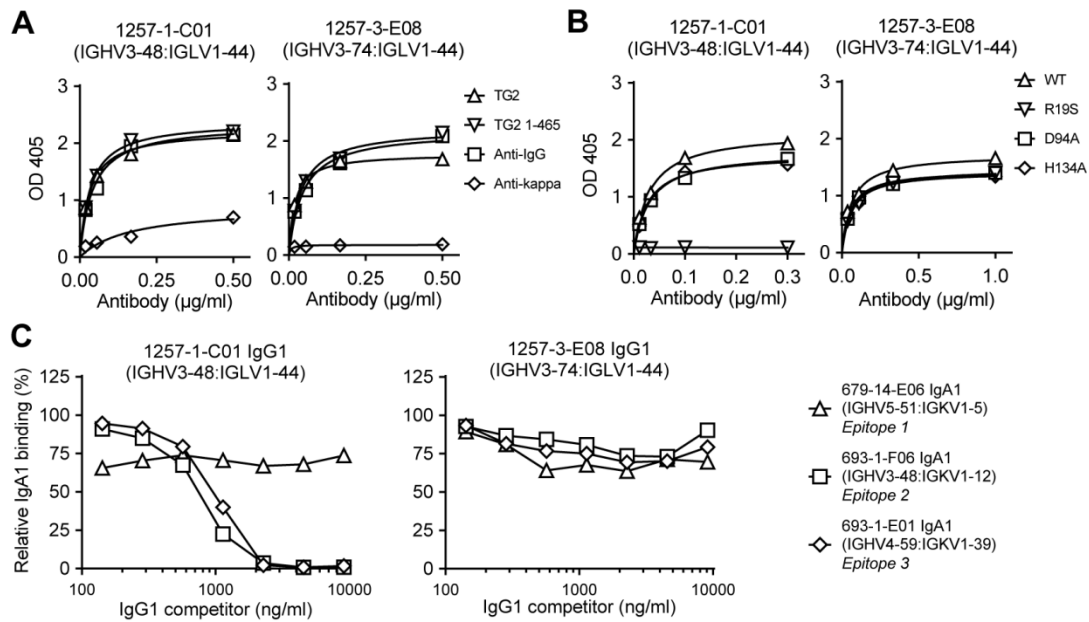 A
1257-1-C01
(IGHV3-48:IGLV1-44)
3
2
1
0
OD 405
0.00 0.25 0.50
Antibody (µg/ml)
1257-3-E08
(IGHV3-74:IGLV1-44)
3
2
1
0
0.00 0.25 0.50
Antibody (µg/ml)
TG2
TG2 1-465
Anti-IgG
Anti-kappa
B
1257-1-C01
(IGHV3-48:IGLV1-44)
3
2
1
0
OD 405
0.0 0.1 0.2 0.3
Antibody (µg/ml)
1257-3-E08
(IGHV3-74:IGLV1-44)
3
2
1
0
0.0 0.5 1.0
Antibody (µg/ml)
WT
R19S
D94A
H134A
C
1257-1-C01 IgG1
(IGHV3-48:IGLV1-44)
125
100
75
50
25
0
Relative IgA1 binding (%)
100 1000 10000
IgG1 competitor (ng/ml)
1257-3-E08 IgG1
(IGHV3-74:IGLV1-44)
125
100
75
50
25
0
100 1000 10000
IgG1 competitor (ng/ml)
679-14-E06 IgA1
(IGHV5-51:IGKV1-5)
Epitope 1
693-1-F06 IgA1
(IGHV3-48:IGKV1-12)
Epitope 2
693-1-E01 IgA1
(IGHV4-59:IGKV1-39)
Epitope 3